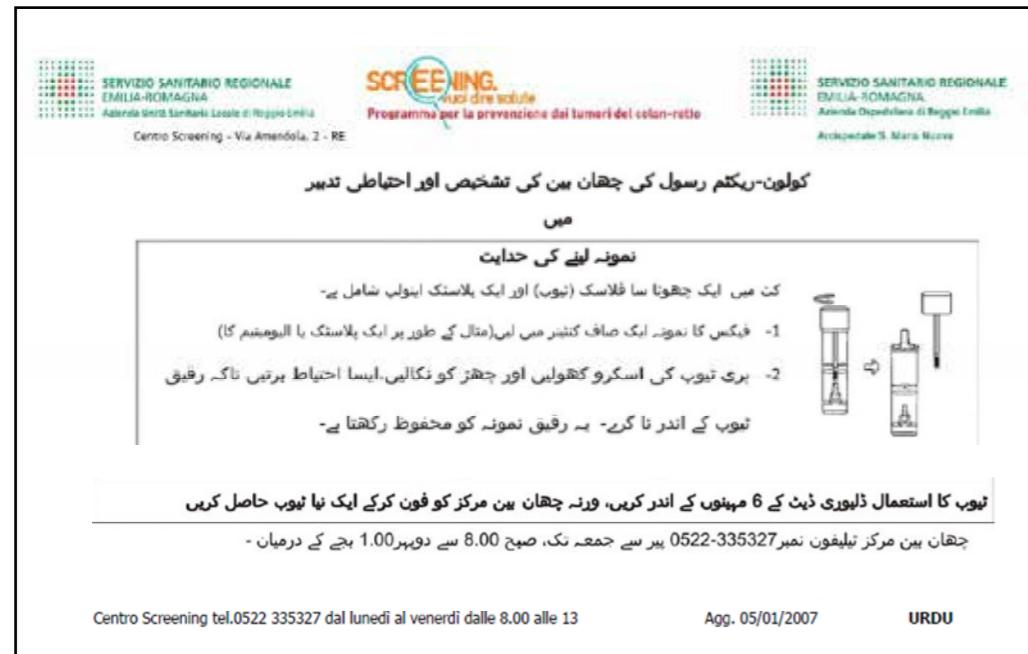 SERVIZIO SANITARIO REGIONALE
EMILIA-ROMAGNA
Azienda Unità Sanitaria Locale di Reggio Emilia
Centro Screening - Via Amendola, 2 - RE
SCREENING.
vuol dire salute
Programma per la prevenzione dei tumori del colon-retto
SERVIZIO SANITARIO REGIONALE
EMILIA-ROMAGNA
Azienda Ospedaliera di Reggio Emilia
Arcispedale S. Maria Nuova
کولون-ریکٹم رسول کی چھان بین کی تشخیص اور احتیاطی تدبیر
میں
نمونہ لینے کی حدایت
کٹ میں ایک چھوٹا سا فلاسک (ٹیوب) اور ایک پلاسٹک اینولپ شامل ہے-
1- فیکس کا نمونہ ایک صاف کنٹینر میں لیں(مثال کے طور پر ایک پلاسٹک یا الیومنیم کا)
2- ہری ٹیوب کی اسکرو کھولیں اور چھڑ کو نکالیں.ایسا احتیاط برتیں تاکہ رقیق
ٹیوب کے اندر نا گرے- یہ رقیق نمونہ کو محفوظ رکھتا ہے-
ٹیوب کا استعمال ڈلیوری ڈیٹ کے 6 مہینوں کے اندر کریں، ورنہ چھان بین مرکز کو فون کرکے ایک نیا ٹیوب حاصل کریں
چھان بین مرکز ٹیلیفون نمبر0522-335327 پیر سے جمعہ تک، صبح 8.00 سے دوپہر1.00 بجے کے درمیان -
Centro Screening tel.0522 335327 dal lunedì al venerdì dalle 8.00 alle 13 Agg. 05/01/2007 URDU